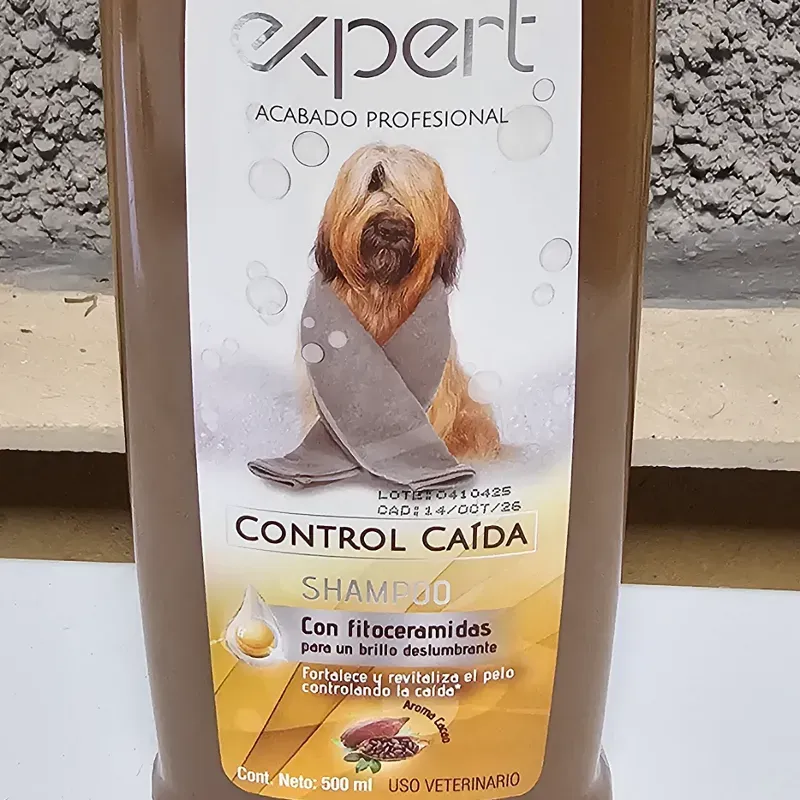 expert
ACABADO PROFESIONAL
LOTE:0410425
CAD:14/OCT/26
CONTROL CAÍDA
SHAMPOO
Con fitoceramidas
para un brillo deslumbrante
Fortalece y revitaliza el pelo
controlando la caída*
Aroma Cacao
Cont. Neto: 500 ml USO VETERINARIO